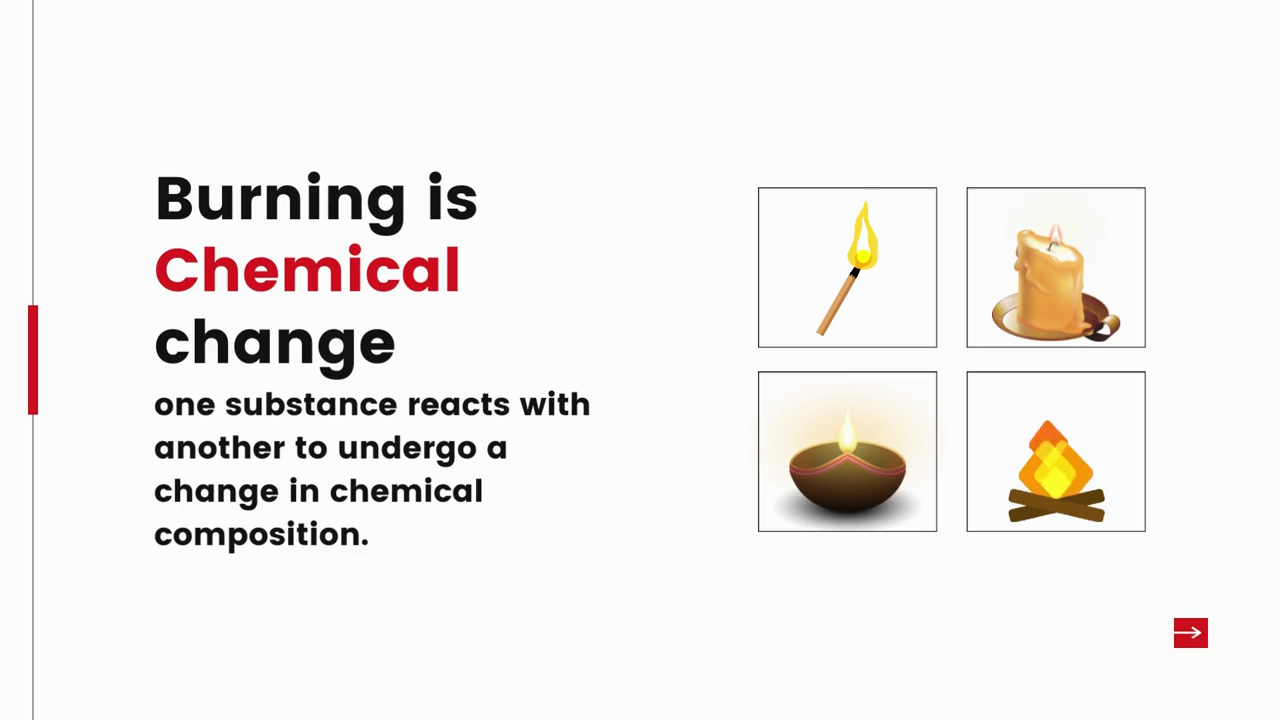 Burning is
Chemical
change
one substance reacts with
another to undergo a
change in chemical
composition.